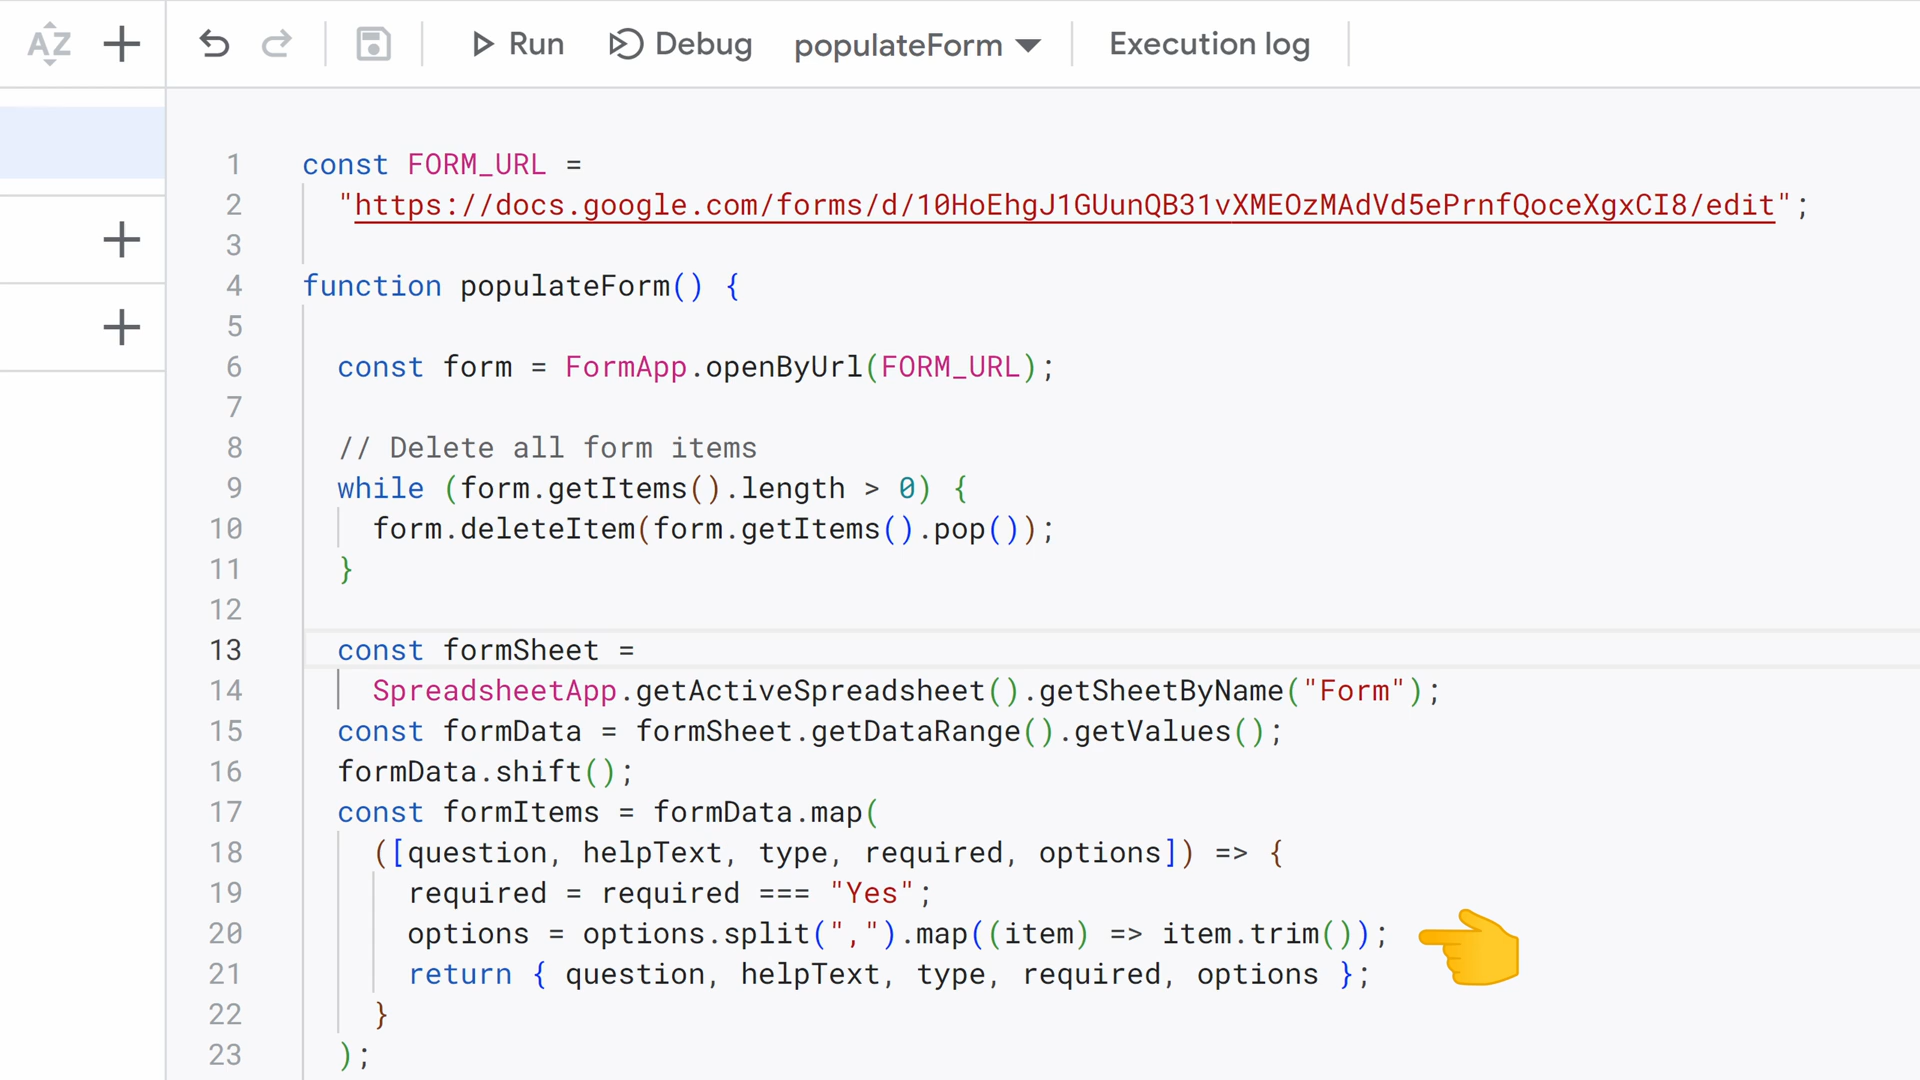 AZ Run Debug populateForm Execution log
1 const FORM_URL =
2 "https://docs.google.com/forms/d/10HoEhgJ1GUunQB31vXMEOzMAdVd5ePrnfQoceXgxCI8/edit";
3
4 function populateForm() {
5
6 const form = FormApp.openByUrl(FORM_URL);
7
8 // Delete all form items
9 while (form.getItems().length > 0) {
10 form.deleteItem(form.getItems().pop());
11 }
12
13 const formSheet =
14 SpreadsheetApp.getActiveSpreadsheet().getSheetByName("Form");
15 const formData = formSheet.getDataRange().getValues();
16 formData.shift();
17 const formItems = formData.map(
18 ([question, helpText, type, required, options]) => {
19 required = required === "Yes";
20 options = options.split(",").map((item) => item.trim());
21 return { question, helpText, type, required, options };
22 }
23 );